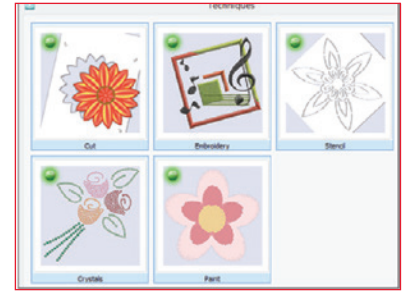 Techniques
Cut
Embroidery
Stencil
Crystals
Paint